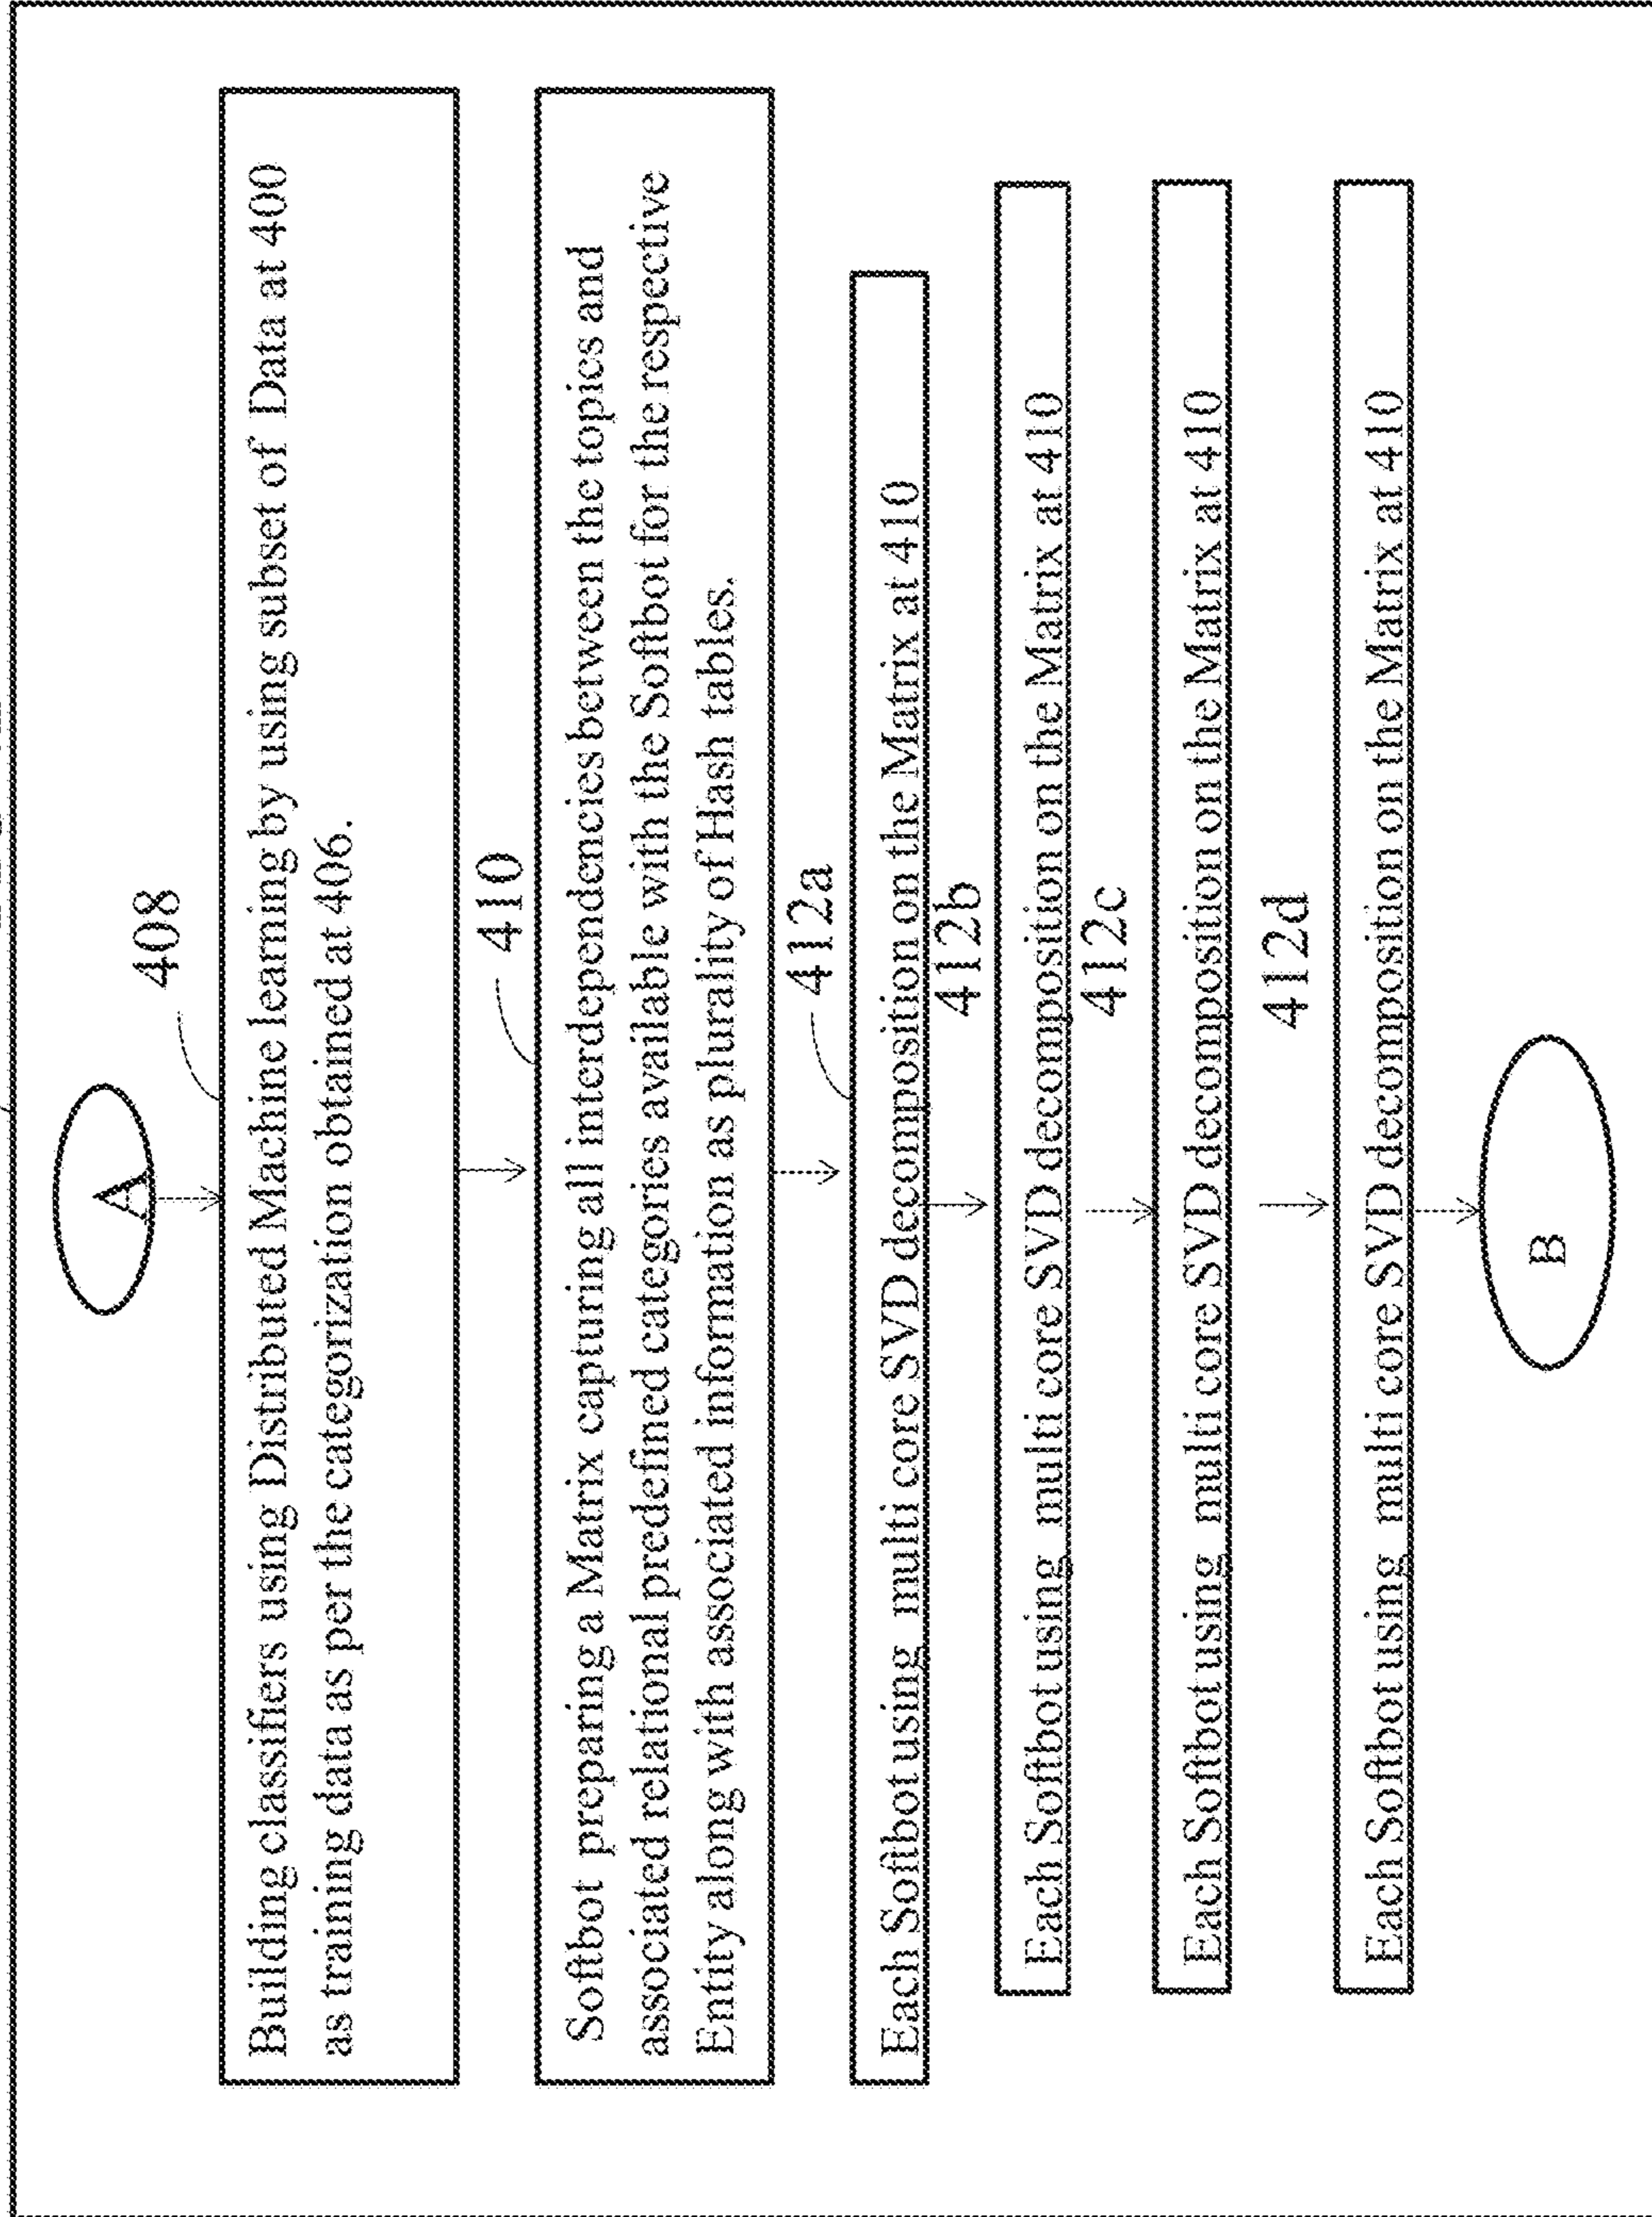 A
408
Building classifiers using Distributed Machine learning by using subset of Data at 400
as training data as per the categorization obtained at 406.
410
Softbot preparing a Matrix capturing all interdependencies between the topics and
associated relational predefined categories available with the Softbot for the respective
Entity along with associated information as plurality of Hash tables.
412a
Each Softbot using multi core SVD decomposition on the Matrix at 410
412b
Each Softbot using multi core SVD decomposition on the Matrix at 410
412c
Each Softbot using multi core SVD decomposition on the Matrix at 410
412d
Each Softbot using multi core SVD decomposition on the Matrix at 410
B